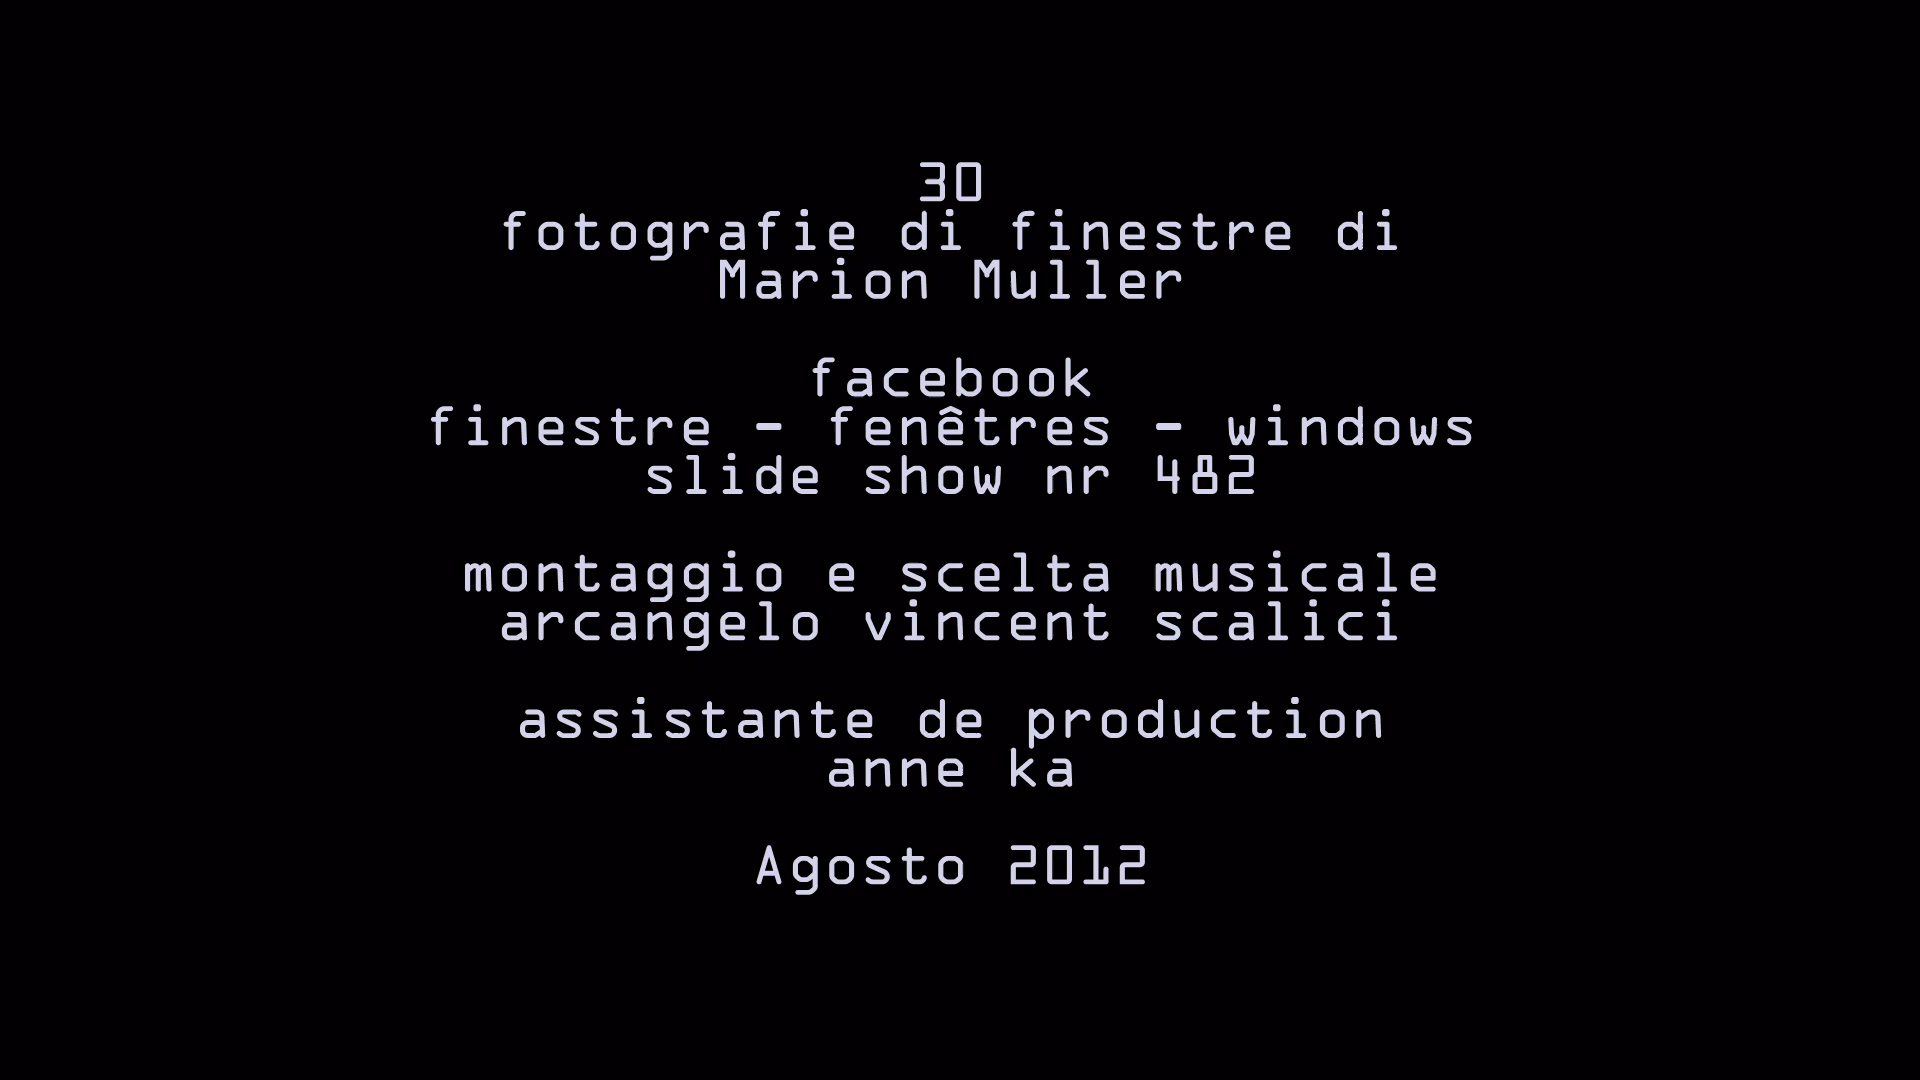 30
fotografie di finestre di
Marion Muller
facebook
finestre - fenêtres - windows
slide show nr 482
montaggio e scelta musicale
arcangelo vincent scalici
assistante de production
anne ka
Agosto 2012